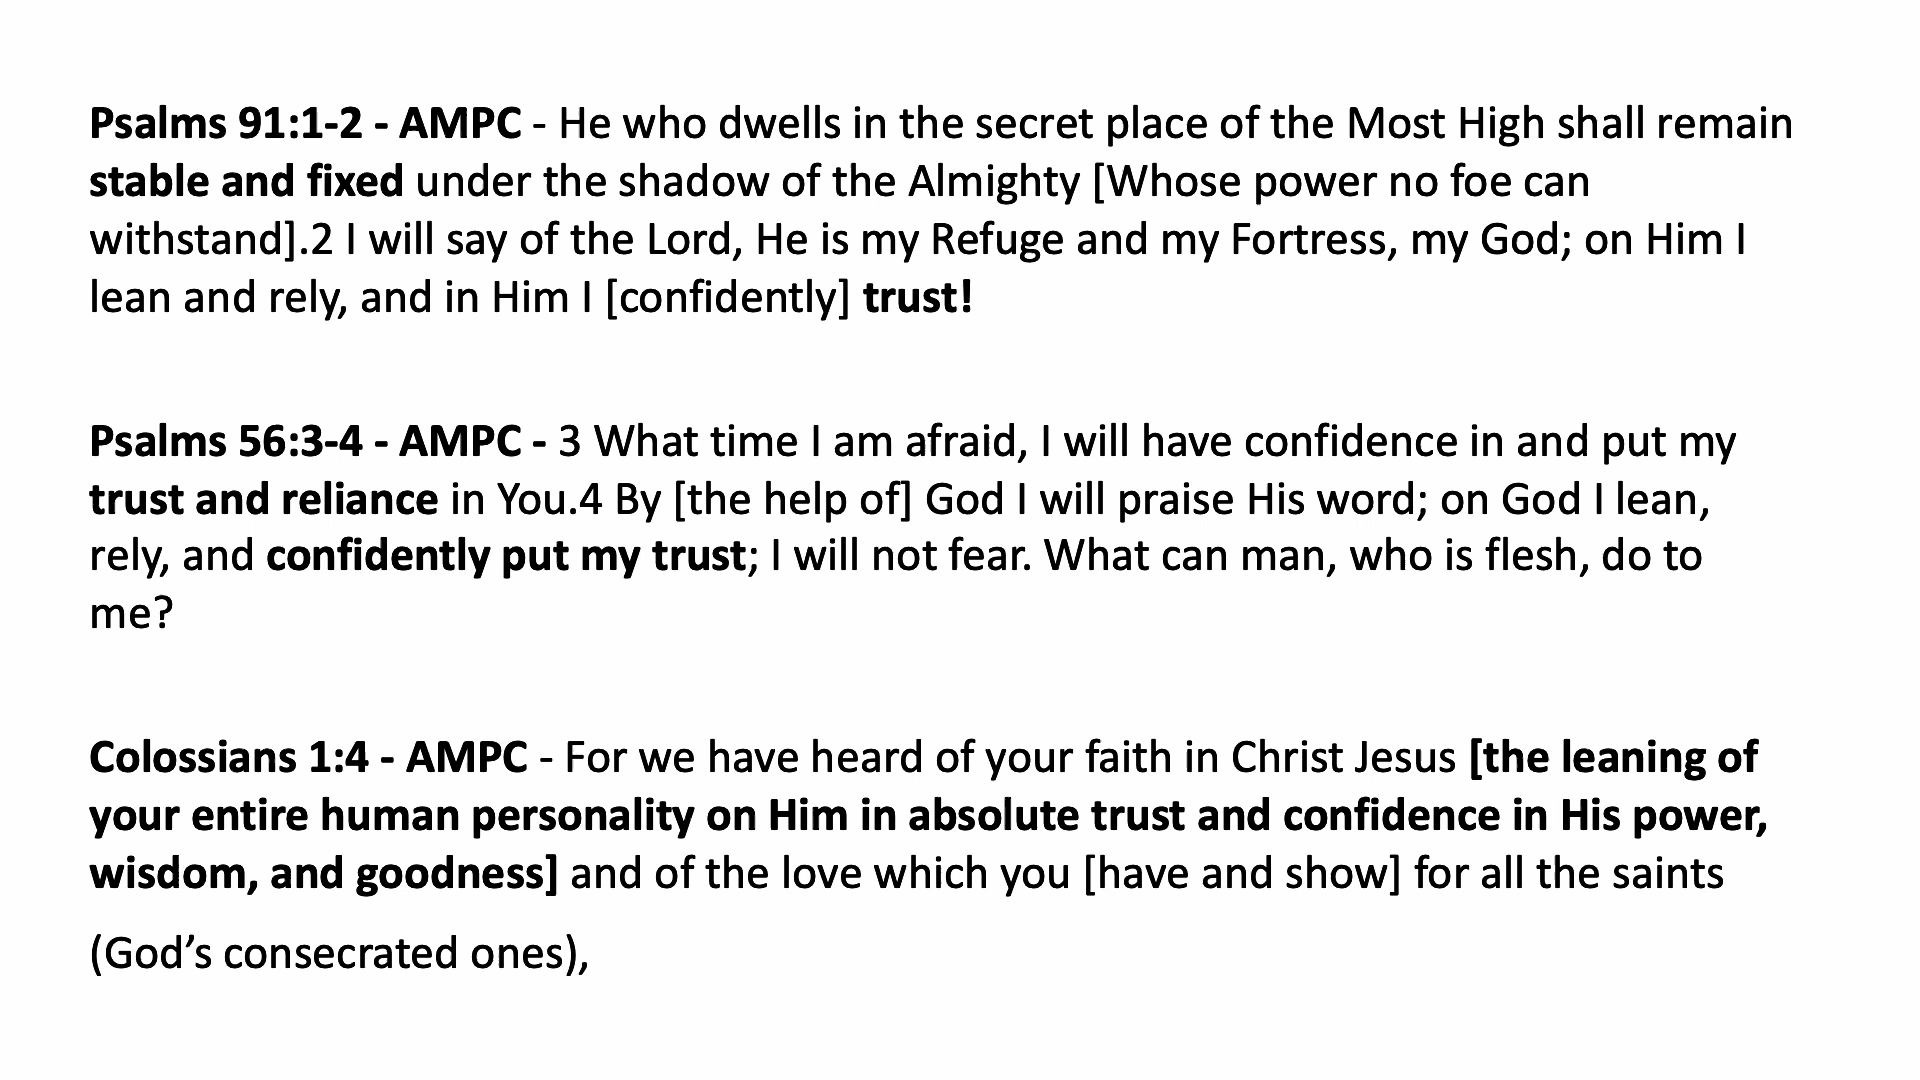 Psalms 91:1-2 - AMPC - He who dwells in the secret place of the Most High shall remain
stable and fixed under the shadow of the Almighty [Whose power no foe can
withstand].2 I will say of the Lord, He is my Refuge and my Fortress, my God; on Him I
lean and rely, and in Him I [confidently] trust!
Psalms 56:3-4 - AMPC - 3 What time I am afraid, I will have confidence in and put my
trust and reliance in You.4 By [the help of] God I will praise His word; on God I lean,
rely, and confidently put my trust; I will not fear. What can man, who is flesh, do to
me?
Colossians 1:4 - AMPC - For we have heard of your faith in Christ Jesus [the leaning of
your entire human personality on Him in absolute trust and confidence in His power,
wisdom, and goodness] and of the love which you [have and show] for all the saints
(God’s consecrated ones),